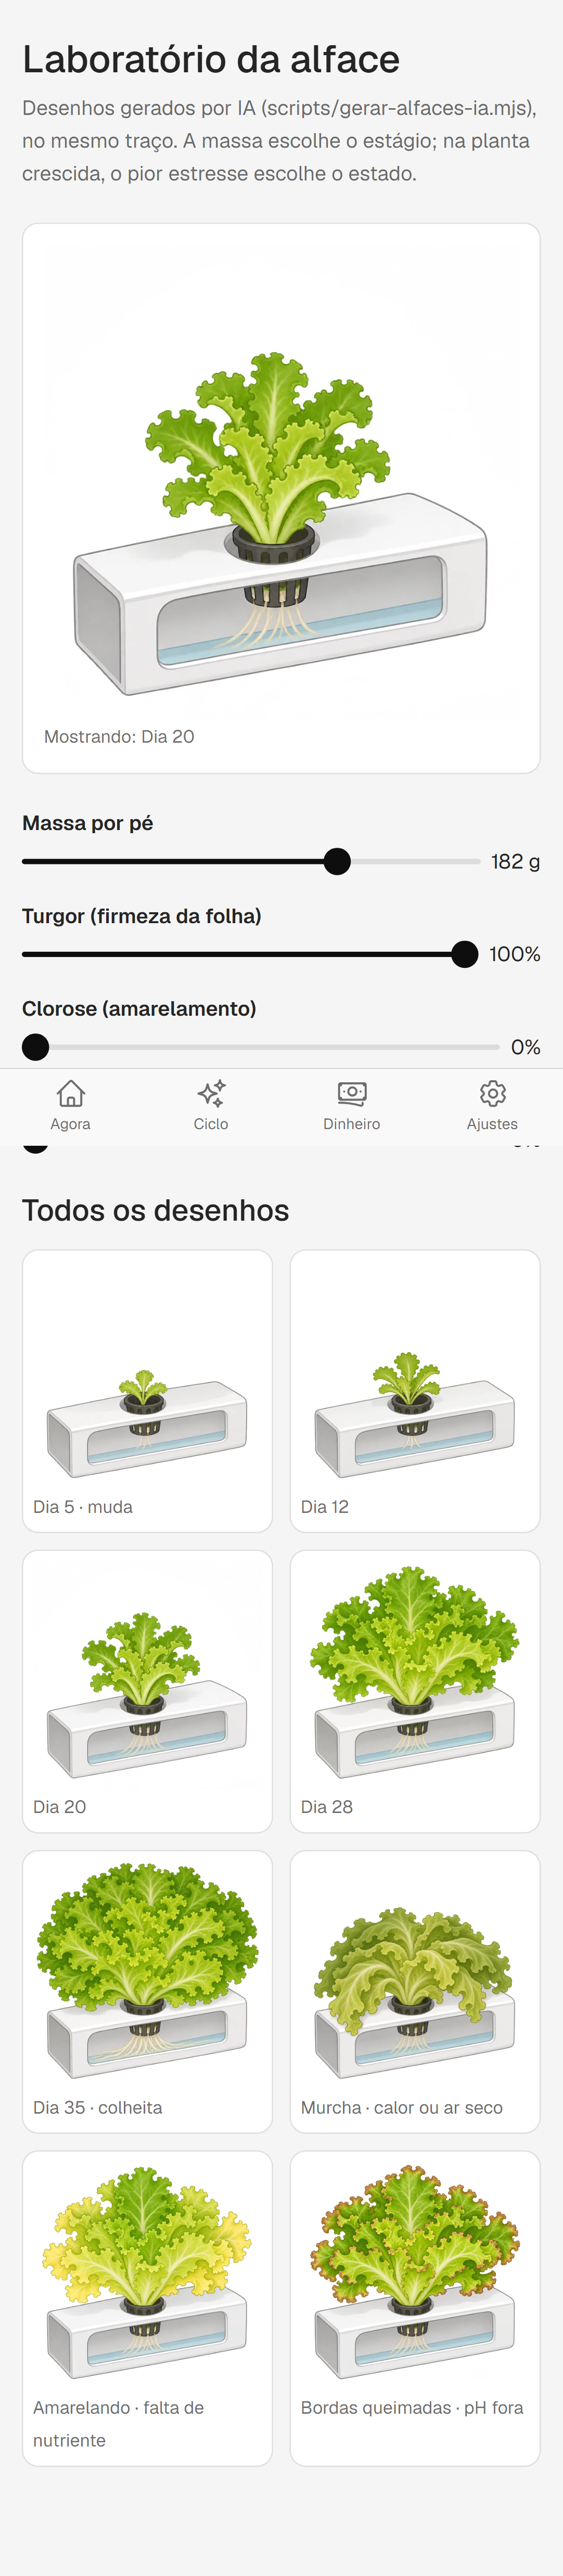 Laboratório da alface
Desenhos gerados por IA (scripts/gerar-alfaces-ia.mjs),
no mesmo traço. A massa escolhe o estágio; na planta
crescida, o pior estresse escolhe o estado.
Mostrando: Dia 20
Massa por pé
182 g
Turgor (firmeza da folha)
100%
Clorose (amarelamento)
0%
Agora
Ciclo
Dinheiro
Ajustes
Todos os desenhos
Dia 5 · muda
Dia 12
Dia 20
Dia 28
Dia 35 · colheita
Murcha · calor ou ar seco
Amarelando · falta de
nutriente
Bordas queimadas · pH fora